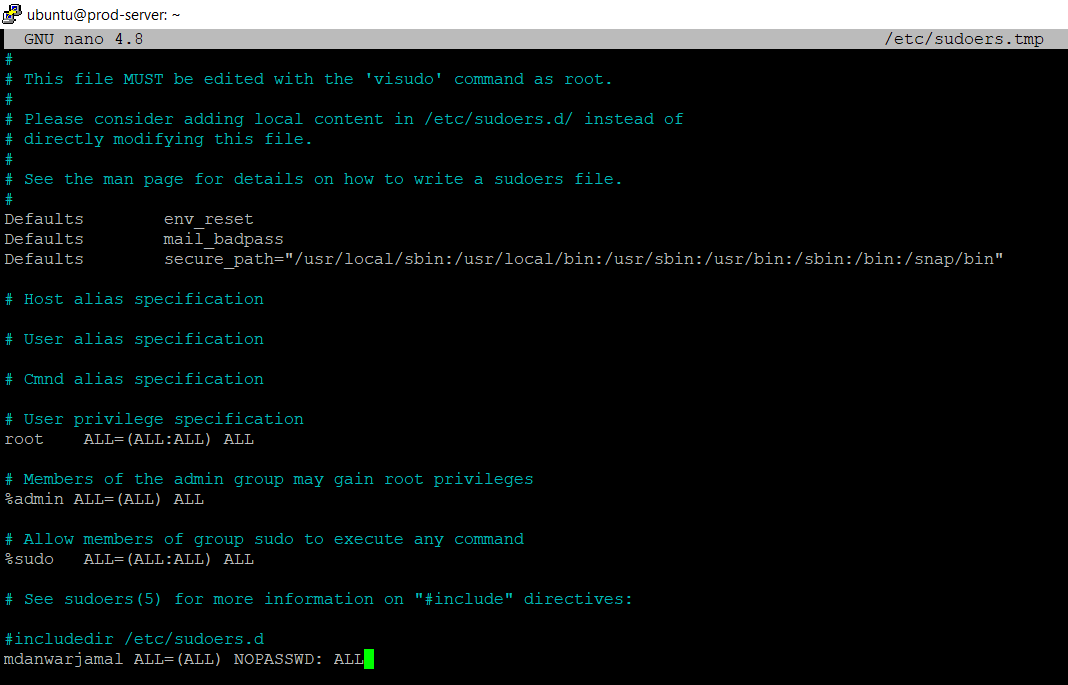 ubuntu@prod-server: ~
GNU nano 4.8 /etc/sudoers.tmp
#
# This file MUST be edited with the 'visudo' command as root.
#
# Please consider adding local content in /etc/sudoers.d/ instead of
# directly modifying this file.
#
# See the man page for details on how to write a sudoers file.
#
Defaults        env_reset
Defaults        mail_badpass
Defaults        secure_path="/usr/local/sbin:/usr/local/bin:/usr/sbin:/usr/bin:/sbin:/bin:/snap/bin"
# Host alias specification
# User alias specification
# Cmnd alias specification
# User privilege specification
root    ALL=(ALL:ALL) ALL
# Members of the admin group may gain root privileges
%admin ALL=(ALL) ALL
# Allow members of group sudo to execute any command
%sudo   ALL=(ALL:ALL) ALL
# See sudoers(5) for more information on "#include" directives:
#includedir /etc/sudoers.d
mdanwarjamal ALL=(ALL) NOPASSWD: ALL